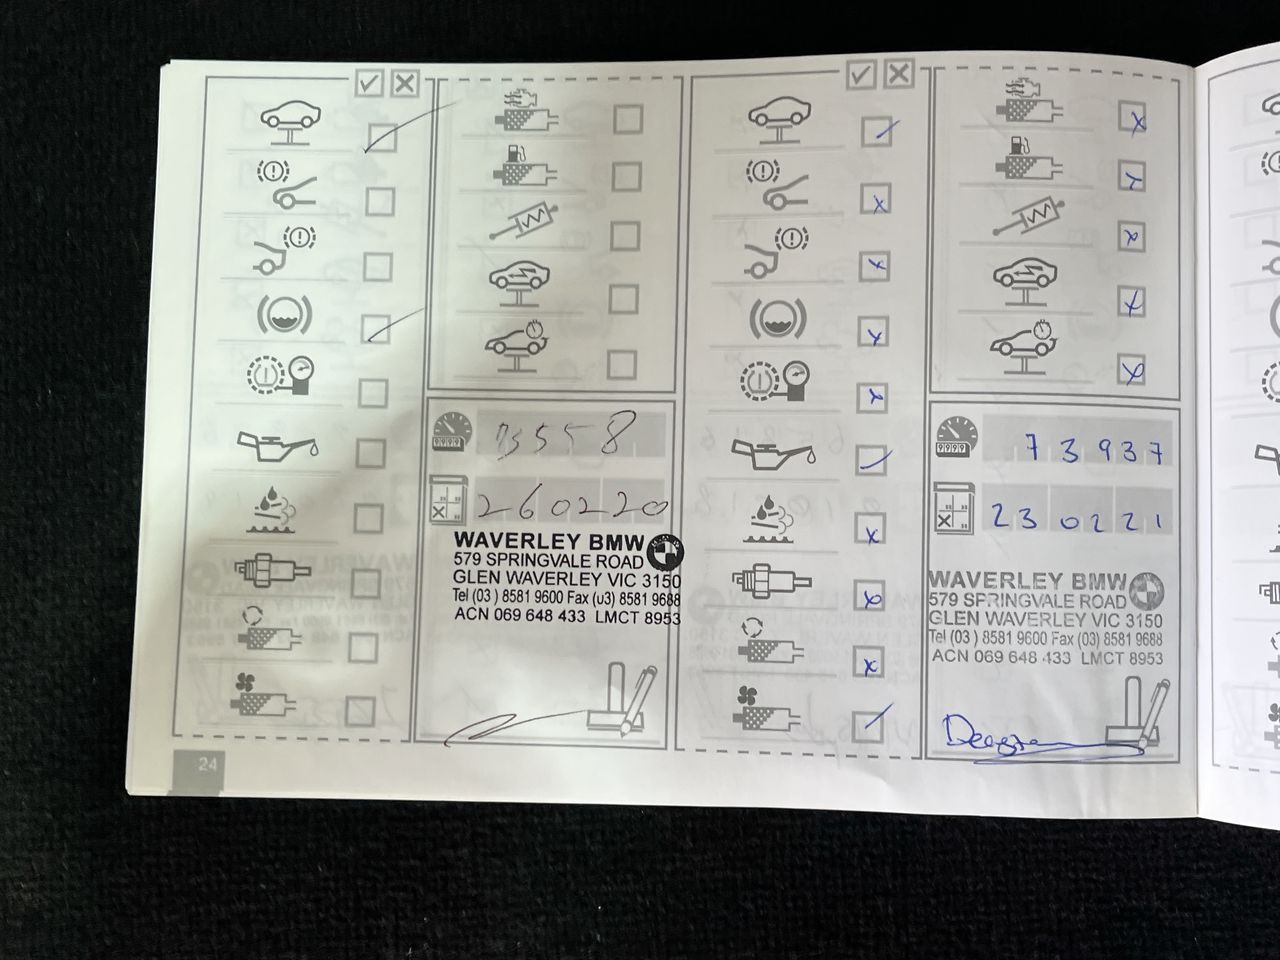 73558
260220
WAVERLEY BMW
579 SPRINGVALE ROAD
GLEN WAVERLEY VIC 3150
Tel (03 ) 8581 9600 Fax (03) 8581 9688
ACN 069 648 433 LMCT 8953
24
73937
230221
WAVERLEY BMW
579 SPRINGVALE ROAD
GLEN WAVERLEY VIC 3150
Tel (03 ) 8581 9600 Fax (03) 8581 9688
ACN 069 648 433 LMCT 8953